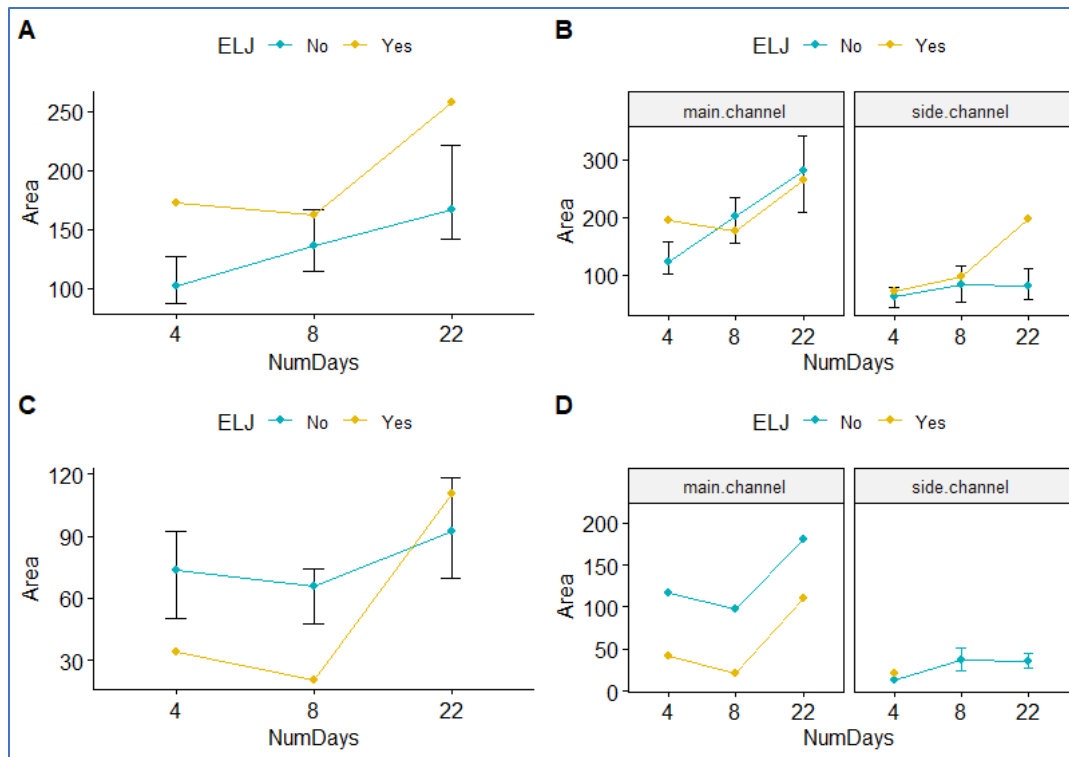 A
ELJ No Yes
250
200
150
100
Area
4 8 22
NumDays
B
ELJ No Yes
main.channel side.channel
300
200
100
Area
4 8 22 4 8 22
NumDays
C
ELJ No Yes
120
90
60
30
Area
4 8 22
NumDays
D
ELJ No Yes
main.channel side.channel
200
150
100
50
0
Area
4 8 22 4 8 22
NumDays